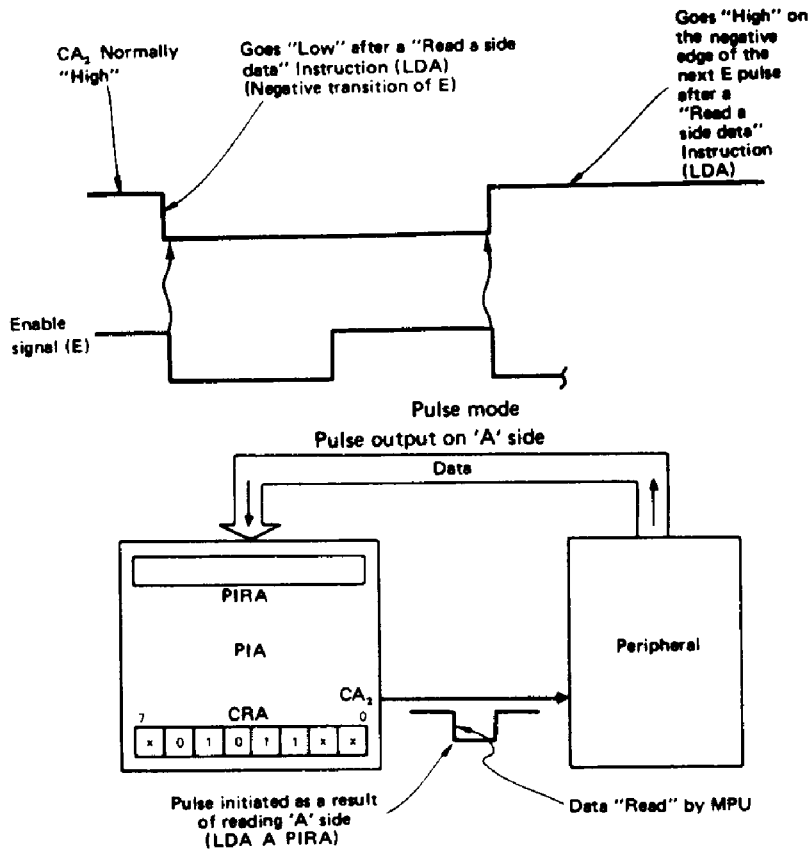 CA₂ Normally
"High"
Goes "Low" after a "Read a side
data" Instruction (LDA)
(Negative transition of E)
Goes "High" on
the negative
edge of the
next E pulse
after a
"Read a
side data"
Instruction
(LDA)
Enable
signal (E)
Pulse mode
Pulse output on 'A' side
Data
PIRA
PIA
Peripheral
CA₂
7 CRA 0
x 0 1 0 1 1 x x
Pulse initiated as a result
of reading 'A' side
(LDA A PIRA)
Data "Read" by MPU